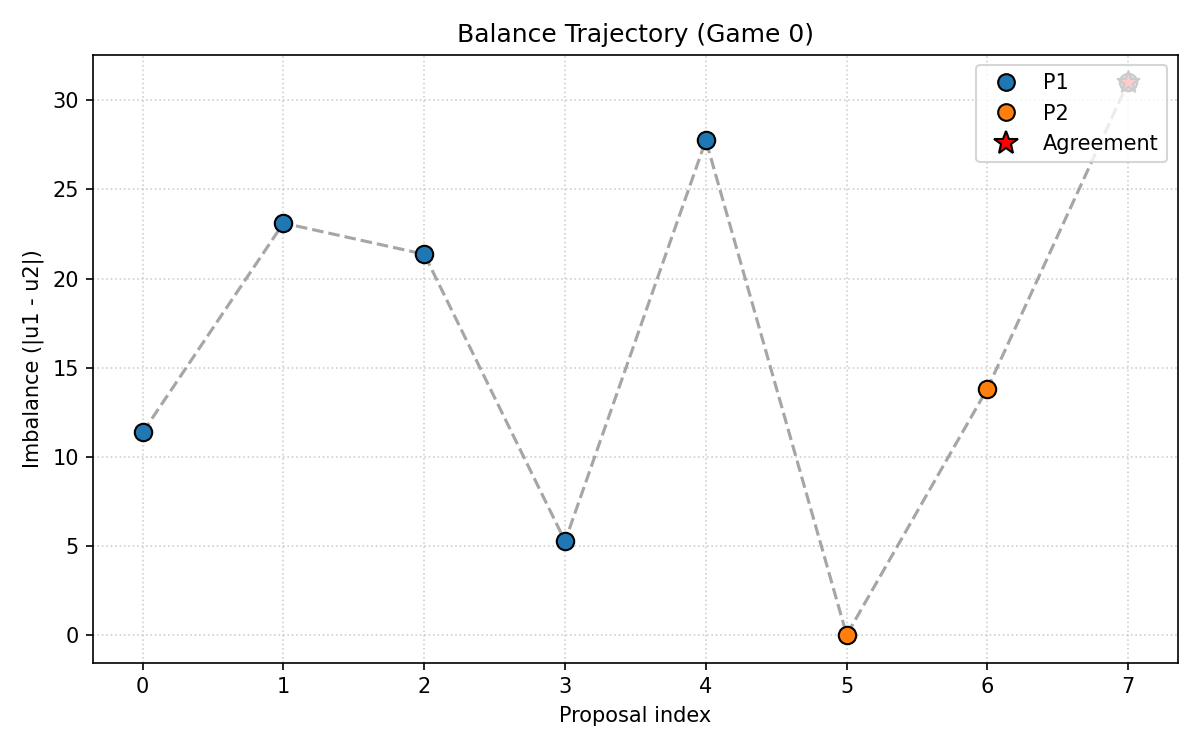 Balance Trajectory (Game 0)
P1
P2
Agreement
Imbalance (|u1 - u2|)
30
25
20
15
10
5
0
0 1 2 3 4 5 6 7
Proposal index